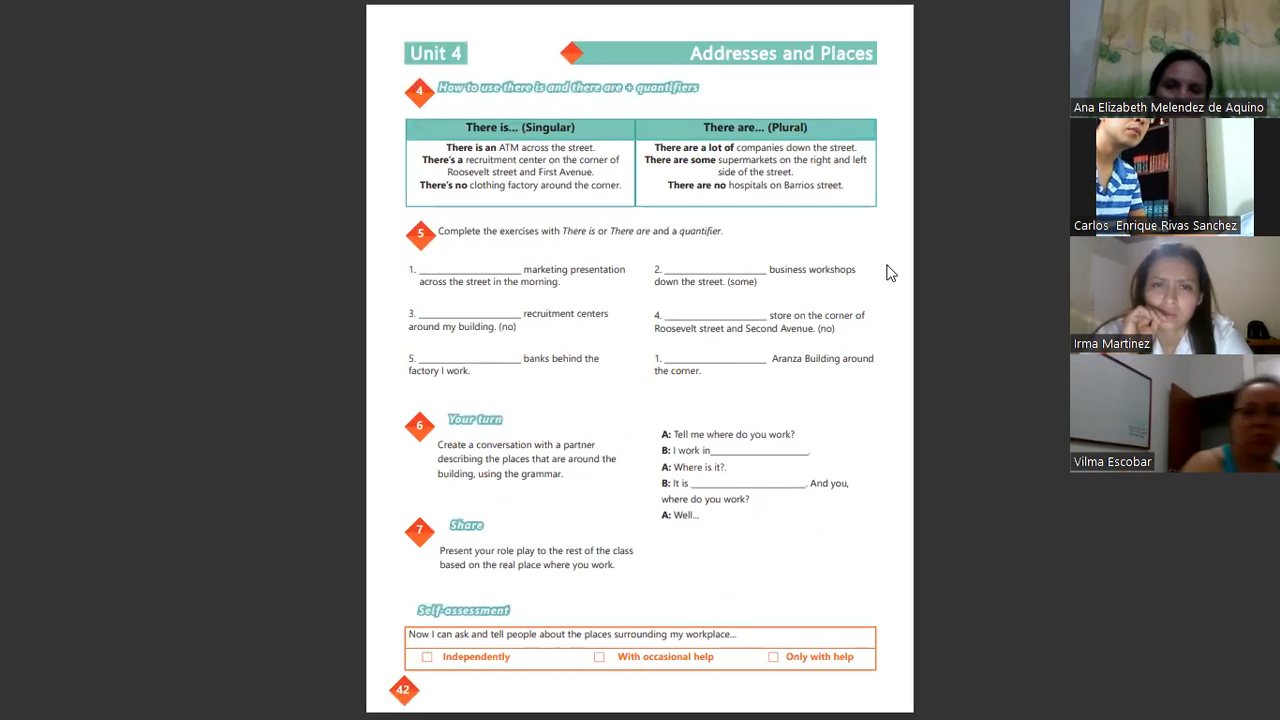 Unit 4
Addresses and Places
4
How to use there is and there are + quantifiers
There is... (Singular)
There are... (Plural)
There is an ATM across the street.
There's a recruitment center on the corner of
Roosevelt street and First Avenue.
There's no clothing factory around the corner.
There are a lot of companies down the street.
There are some supermarkets on the right and left
side of the street.
There are no hospitals on Barrios street.
5
Complete the exercises with There is or There are and a quantifier.
1. ____________________ marketing presentation
across the street in the morning.
2. ____________________ business workshops
down the street. (some)
3. ____________________ recruitment centers
around my building. (no)
4. ____________________ store on the corner of
Roosevelt street and Second Avenue. (no)
5. ____________________ banks behind the
factory I work.
1. ____________________ Aranza Building around
the corner.
6
Your turn
Create a conversation with a partner
describing the places that are around the
building, using the grammar.
A: Tell me where do you work?
B: I work in____________________.
A: Where is it?.
B: It is _______________________. And you,
where do you work?
A: Well...
7
Share
Present your role play to the rest of the class
based on the real place where you work.
Self-assessment
Now I can ask and tell people about the places surrounding my workplace...
Independently
With occasional help
Only with help
42
Ana Elizabeth Melendez de Aquino
Carlos Enrique Rivas Sanchez
Irma Martinez
Vilma Escobar